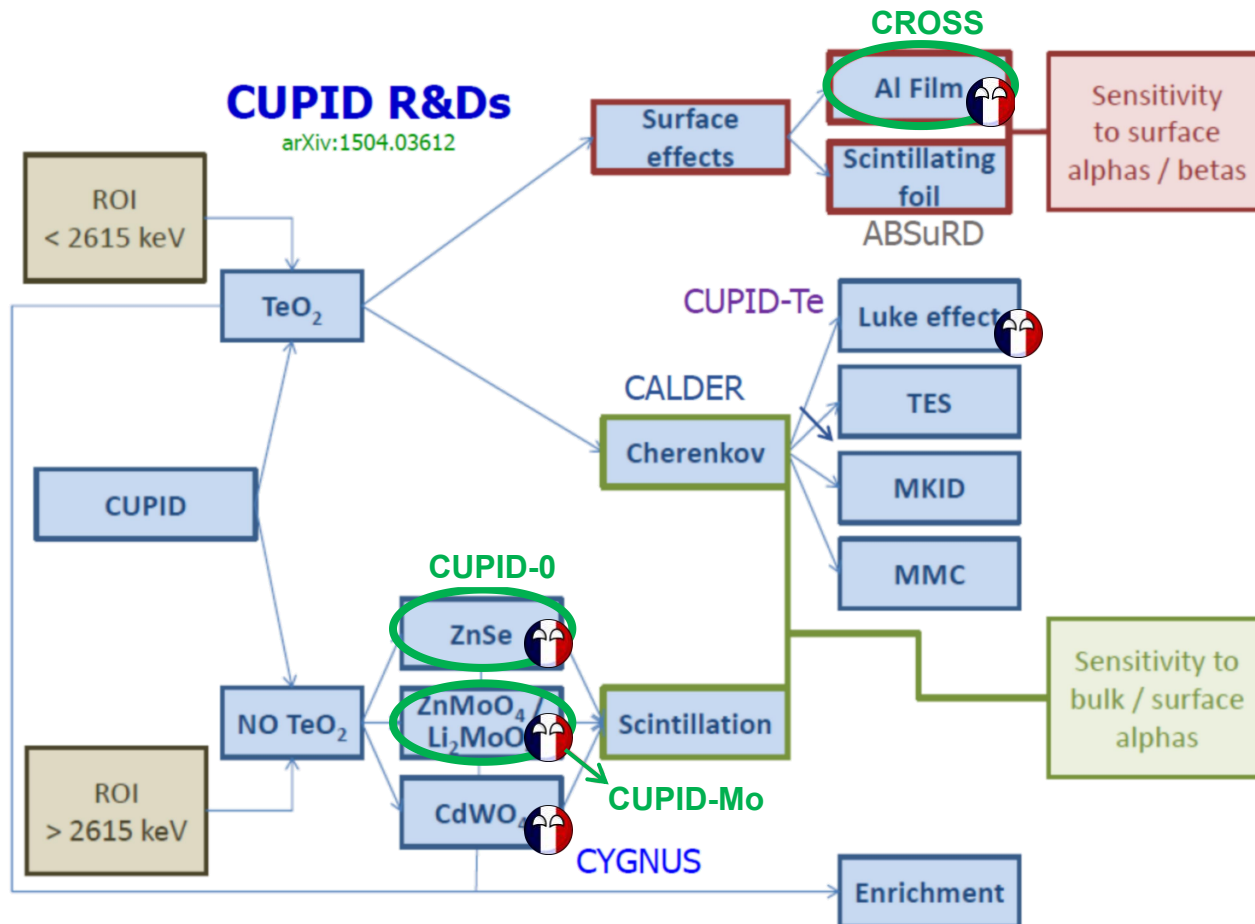 CROSS
CUPID R&Ds
arXiv:1504.03612
Al Film
Sensitivity
to surface
alphas / betas
Surface
effects
Scintillating
foil
ABSuRD
ROI
< 2615 keV
TeO₂
CUPID-Te
Luke effect
CALDER
TES
Cherenkov
MKID
CUPID
MMC
CUPID-0
ZnSe
Sensitivity to
bulk / surface
alphas
NO TeO₂
ZnMoO₄ /
Li₂MoO
Scintillation
ROI
> 2615 keV
CUPID-Mo
CdWO₄
CYGNUS
Enrichment